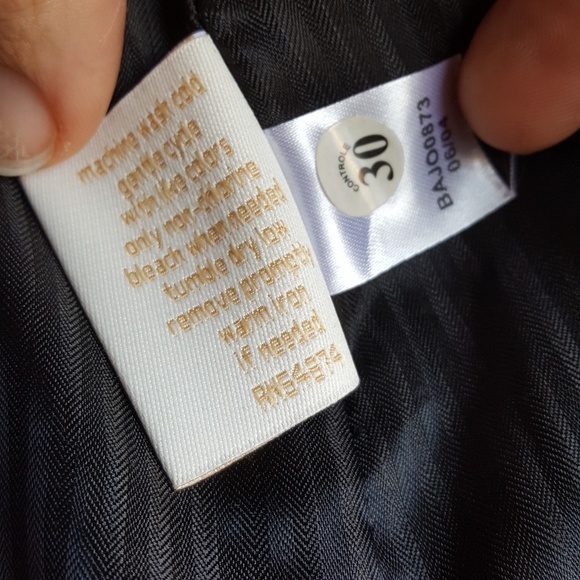 machine wash cold
gentle cycle
with like colors
only non-chlorine
bleach when needed
tumble dry low
remove promptly
warm iron
if needed
RN54974
CONTROLE
30
BAJO0873
06/04